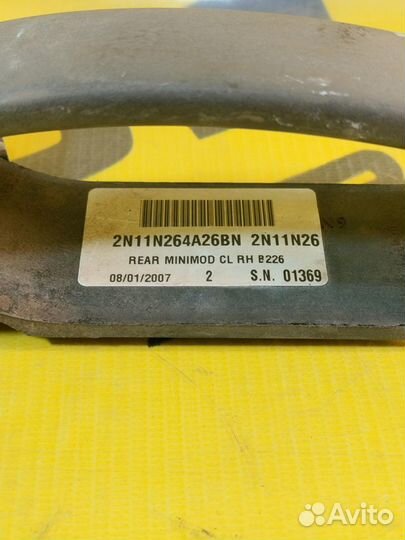 2N11N264A26BN 2N11N26
REAR MINIMOD CL RH B226
08/01/2007 2 S.N. 01369
Avito